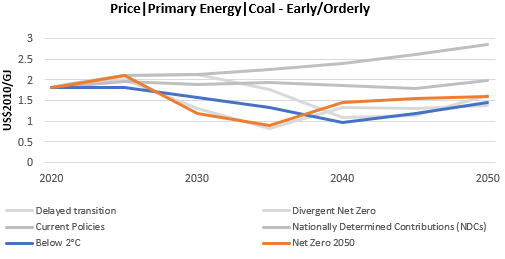 Price|Primary Energy|Coal - Early/Orderly
US$2010/GJ
3
2.5
2
1.5
1
0.5
0
2020 2030 2040 2050
Delayed transition Divergent Net Zero
Current Policies Nationally Determined Contributions (NDCs)
Below 2°C Net Zero 2050